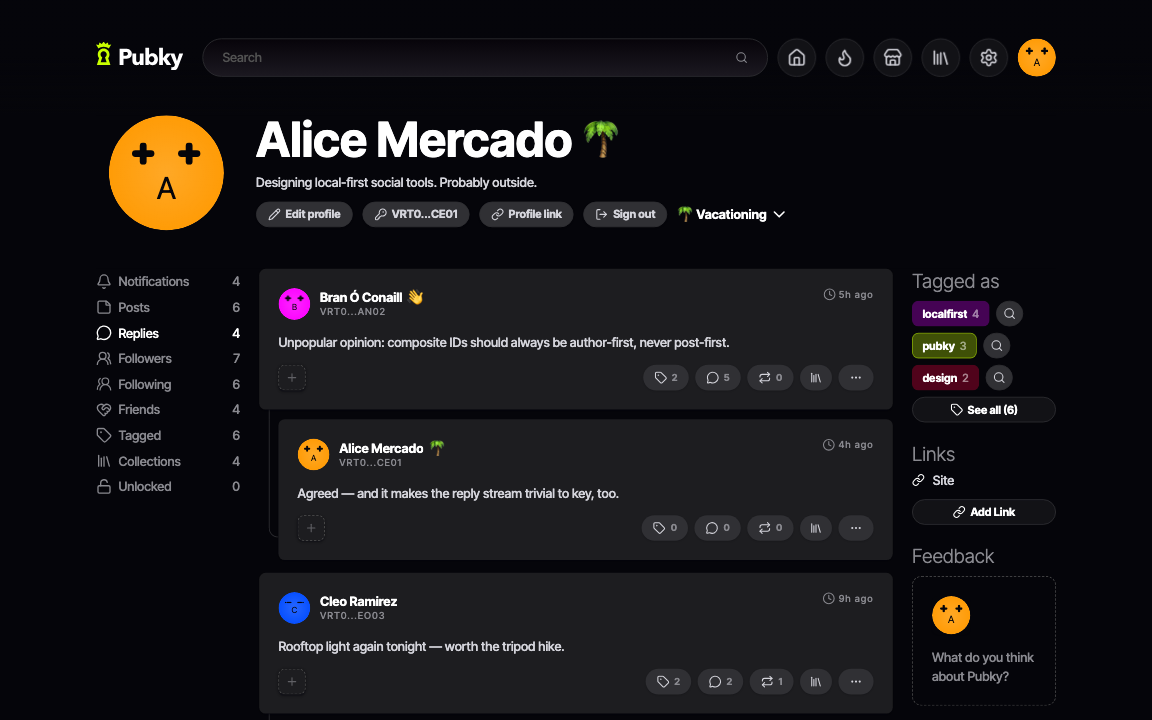 Pubky
Search
A
A
Alice Mercado 🌴
Designing local-first social tools. Probably outside.
Edit profile
VRT0...CE01
Profile link
Sign out
🌴 Vacationing
Notifications 4
Posts 6
Replies 4
Followers 7
Following 6
Friends 4
Tagged 6
Collections 4
Unlocked 0
B
Bran Ó Conaill 👋
5h ago
VRT0...AN02
Unpopular opinion: composite IDs should always be author-first, never post-first.
+
2
5
0
A
Alice Mercado 🌴
4h ago
VRT0...CE01
Agreed — and it makes the reply stream trivial to key, too.
+
0
0
0
C
Cleo Ramirez
9h ago
VRT0...EO03
Rooftop light again tonight — worth the tripod hike.
+
2
2
1
Tagged as
localfirst 4
pubky 3
design 2
See all (6)
Links
Site
Add Link
Feedback
A
What do you think
about Pubky?